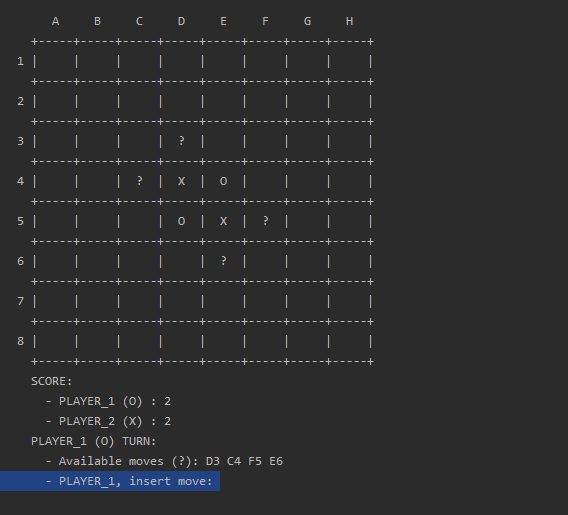 A     B     C     D     E     F     G     H
   +-----+-----+-----+-----+-----+-----+-----+-----+
 1 |     |     |     |     |     |     |     |     |
   +-----+-----+-----+-----+-----+-----+-----+-----+
 2 |     |     |     |     |     |     |     |     |
   +-----+-----+-----+-----+-----+-----+-----+-----+
 3 |     |     |     |  ?  |     |     |     |     |
   +-----+-----+-----+-----+-----+-----+-----+-----+
 4 |     |     |  ?  |  X  |  O  |     |     |     |
   +-----+-----+-----+-----+-----+-----+-----+-----+
 5 |     |     |     |  O  |  X  |  ?  |     |     |
   +-----+-----+-----+-----+-----+-----+-----+-----+
 6 |     |     |     |     |  ?  |     |     |     |
   +-----+-----+-----+-----+-----+-----+-----+-----+
 7 |     |     |     |     |     |     |     |     |
   +-----+-----+-----+-----+-----+-----+-----+-----+
 8 |     |     |     |     |     |     |     |     |
   +-----+-----+-----+-----+-----+-----+-----+-----+
   SCORE:
     - PLAYER_1 (O) : 2
     - PLAYER_2 (X) : 2
   PLAYER_1 (O) TURN:
     - Available moves (?): D3 C4 F5 E6
     - PLAYER_1, insert move: